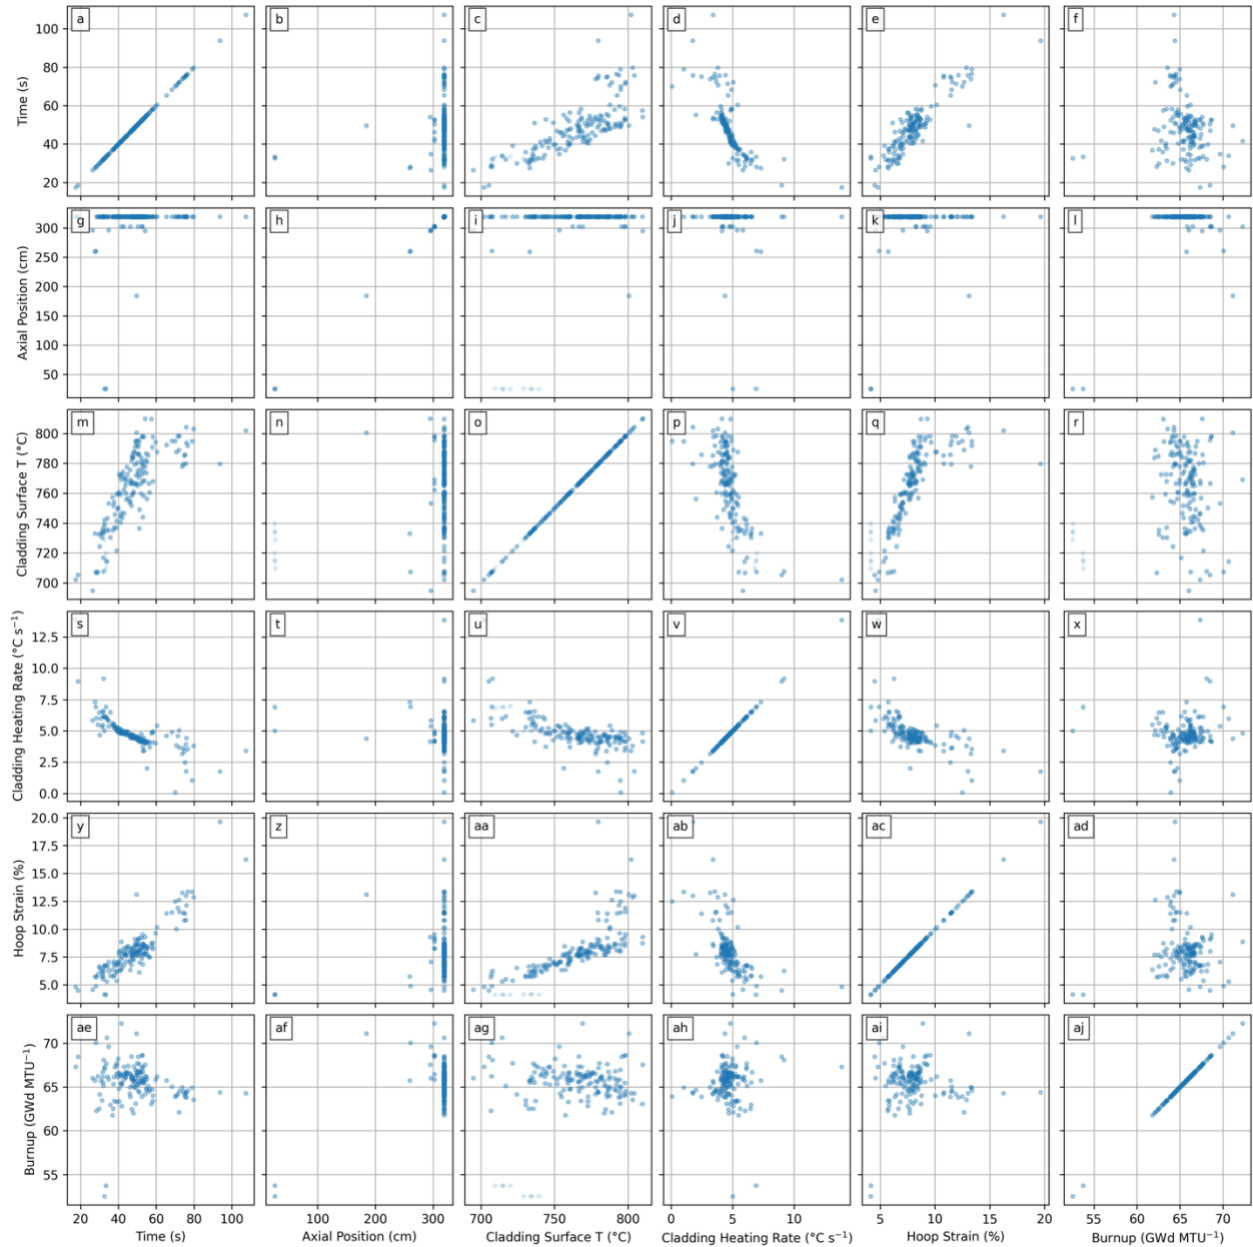 a b c d e f
100
80
60
40
20
Time (s)
g h i j k l
300
250
200
150
100
50
Axial Position (cm)
m n o p q r
800
780
760
740
720
700
Cladding Surface T (°C)
s t u v w x
12.5
10.0
7.5
5.0
2.5
0.0
Cladding Heating Rate (°C s⁻¹)
y z aa ab ac ad
20.0
17.5
15.0
12.5
10.0
7.5
5.0
Hoop Strain (%)
ae af ag ah ai aj
70
65
60
55
Burnup (GWd MTU⁻¹)
20 40 60 80 100 100 200 300 700 750 800 0 5 10 5 10 15 20 55 60 65 70
Time (s) Axial Position (cm) Cladding Surface T (°C) Cladding Heating Rate (°C s⁻¹) Hoop Strain (%) Burnup (GWd MTU⁻¹)